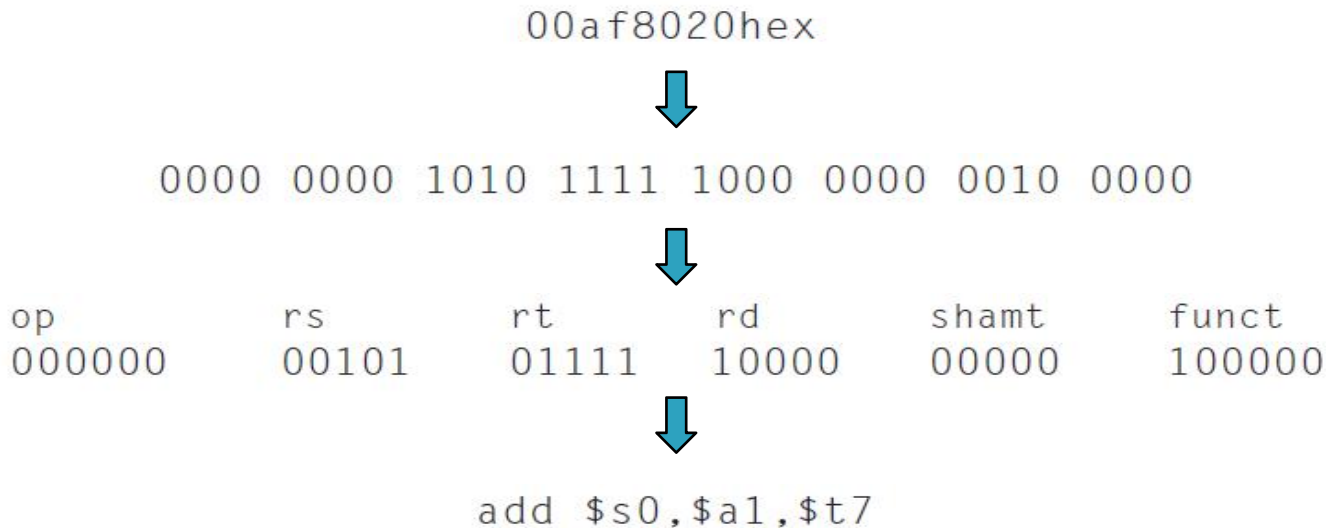 00af8020hex
0000 0000 1010 1111 1000 0000 0010 0000
op rs rt rd shamt funct
000000 00101 01111 10000 00000 100000
add $s0,$a1,$t7